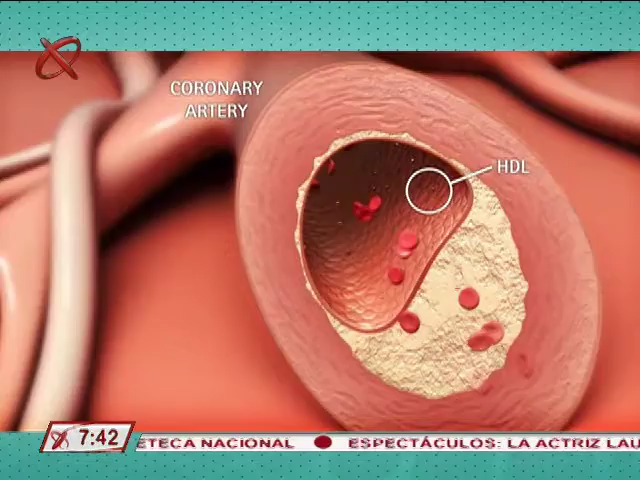 CORONARY
ARTERY
HDL
7:42
ETECA NACIONAL ESPECTÁCULOS: LA ACTRIZ LAU